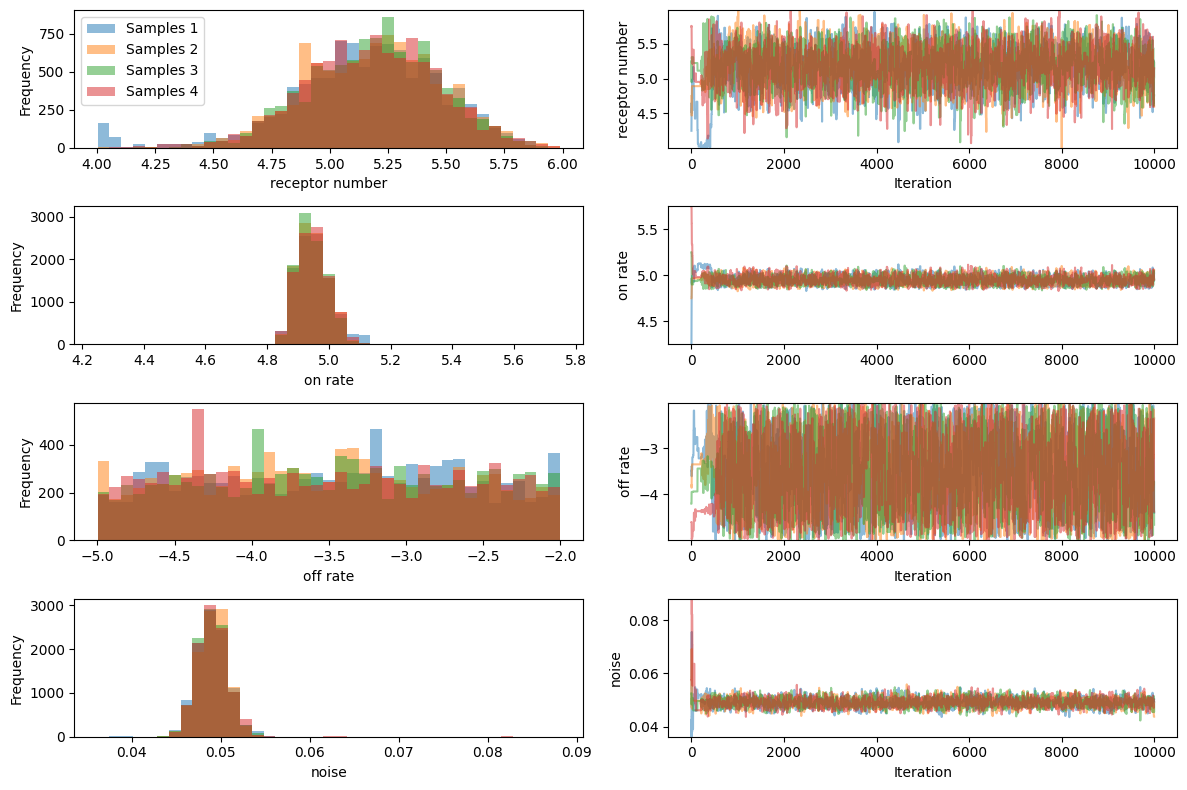 Samples 1
Samples 2
Samples 3
Samples 4
Frequency
750
500
250
0
4.00 4.25 4.50 4.75 5.00 5.25 5.50 5.75 6.00
receptor number
receptor number
5.5
5.0
4.5
0 2000 4000 6000 8000 10000
Iteration
Frequency
3000
2000
1000
0
4.2 4.4 4.6 4.8 5.0 5.2 5.4 5.6 5.8
on rate
on rate
5.5
5.0
4.5
0 2000 4000 6000 8000 10000
Iteration
Frequency
400
200
0
−5.0 −4.5 −4.0 −3.5 −3.0 −2.5 −2.0
off rate
off rate
−3
−4
0 2000 4000 6000 8000 10000
Iteration
Frequency
3000
2000
1000
0
0.04 0.05 0.06 0.07 0.08 0.09
noise
noise
0.08
0.06
0.04
0 2000 4000 6000 8000 10000
Iteration